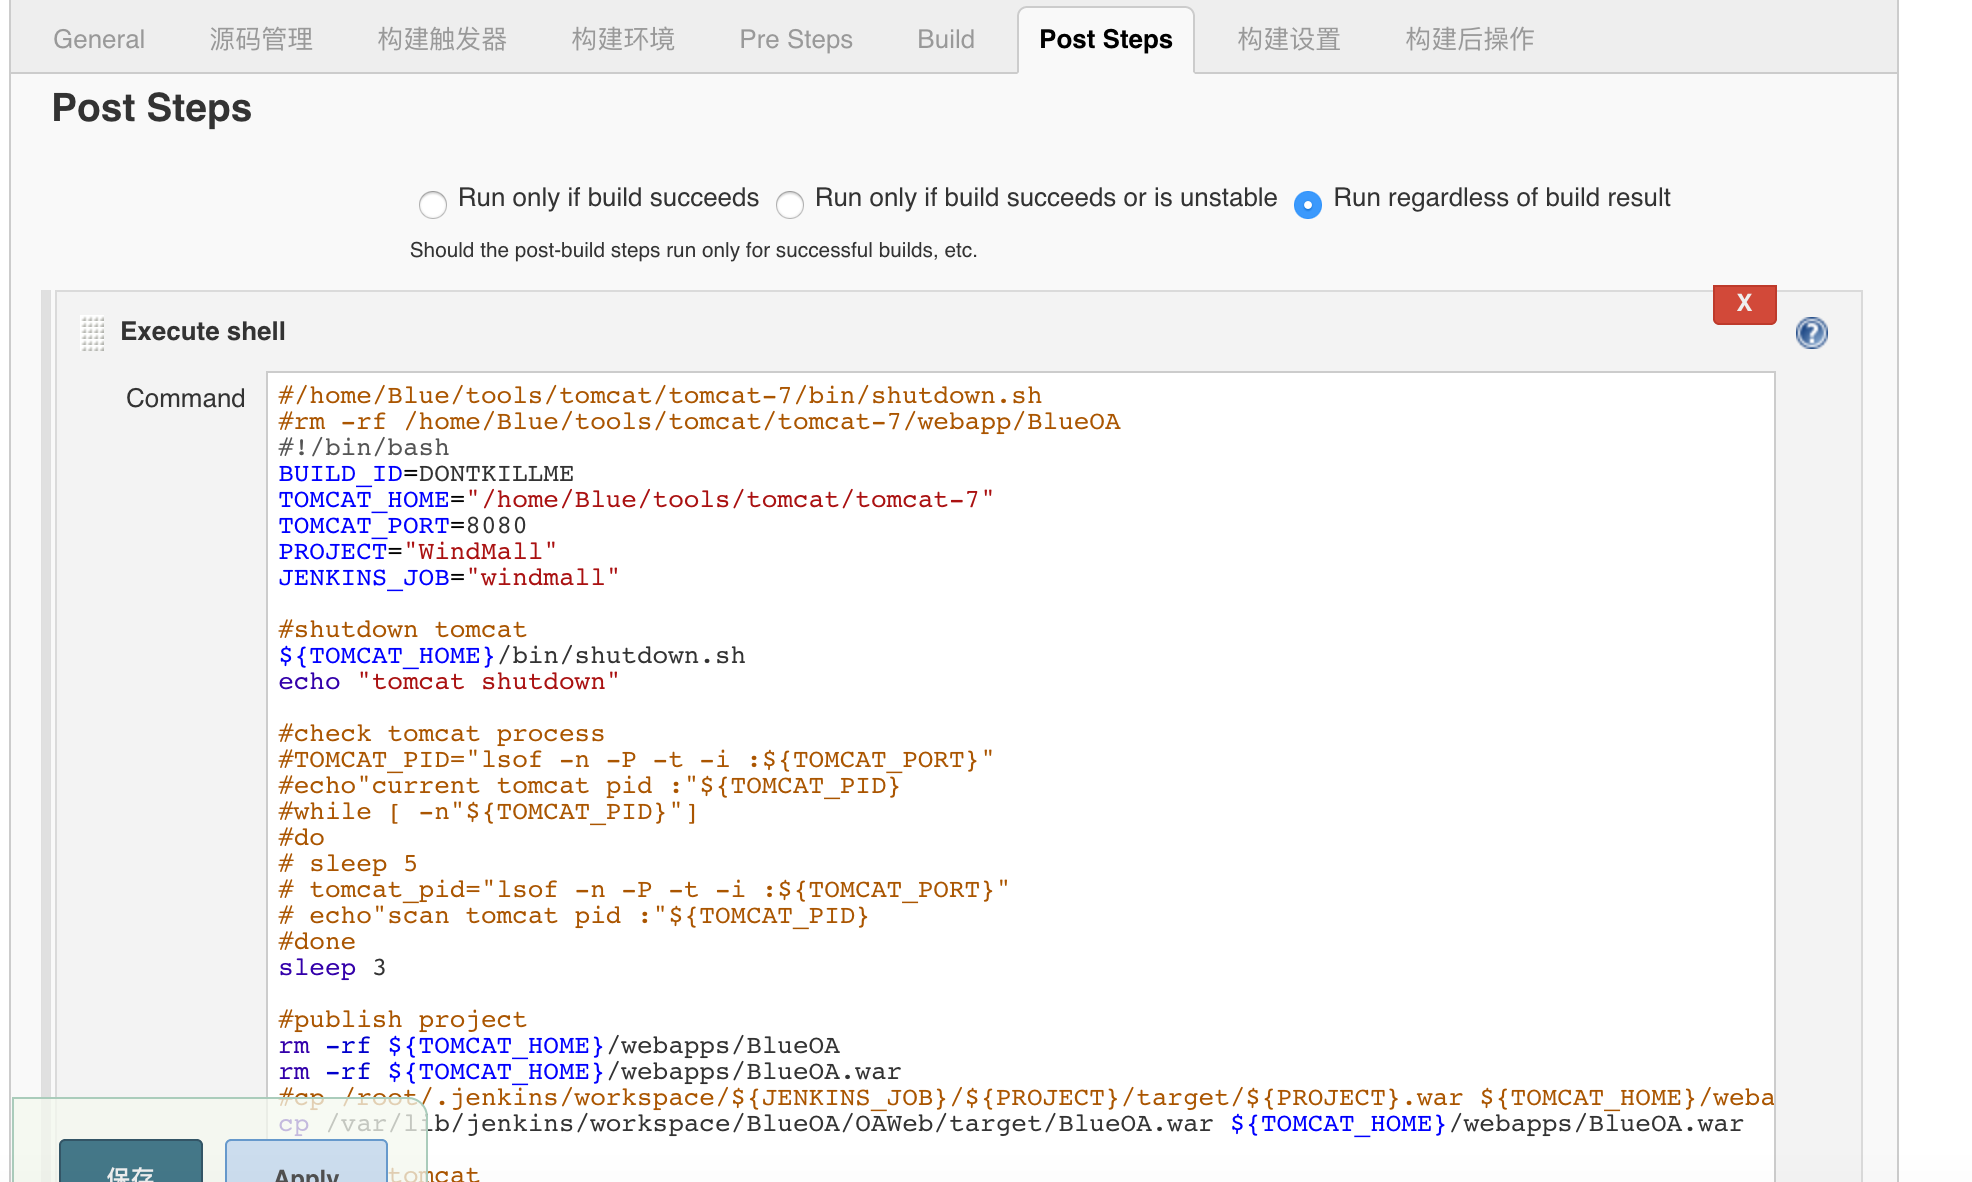 General 源码管理 构建触发器 构建环境 Pre Steps Build Post Steps 构建设置 构建后操作
Post Steps
Run only if build succeeds Run only if build succeeds or is unstable Run regardless of build result
Should the post-build steps run only for successful builds, etc.
X
Execute shell
Command
#/home/Blue/tools/tomcat/tomcat-7/bin/shutdown.sh
#rm -rf /home/Blue/tools/tomcat/tomcat-7/webapp/BlueOA
#!/bin/bash
BUILD_ID=DONTKILLME
TOMCAT_HOME="/home/Blue/tools/tomcat/tomcat-7"
TOMCAT_PORT=8080
PROJECT="WindMall"
JENKINS_JOB="windmall"
#shutdown tomcat
${TOMCAT_HOME}/bin/shutdown.sh
echo "tomcat shutdown"
#check tomcat process
#TOMCAT_PID="lsof -n -P -t -i :${TOMCAT_PORT}"
#echo"current tomcat pid :"${TOMCAT_PID}
#while [ -n"${TOMCAT_PID}"]
#do
# sleep 5
# tomcat_pid="lsof -n -P -t -i :${TOMCAT_PORT}"
# echo"scan tomcat pid :"${TOMCAT_PID}
#done
sleep 3
#publish project
rm -rf ${TOMCAT_HOME}/webapps/BlueOA
rm -rf ${TOMCAT_HOME}/webapps/BlueOA.war
#cp /root/.jenkins/workspace/${JENKINS_JOB}/${PROJECT}/target/${PROJECT}.war ${TOMCAT_HOME}/weba
cp /var/lib/jenkins/workspace/BlueOA/OAWeb/target/BlueOA.war ${TOMCAT_HOME}/webapps/BlueOA.war
tomcat
保存 Apply